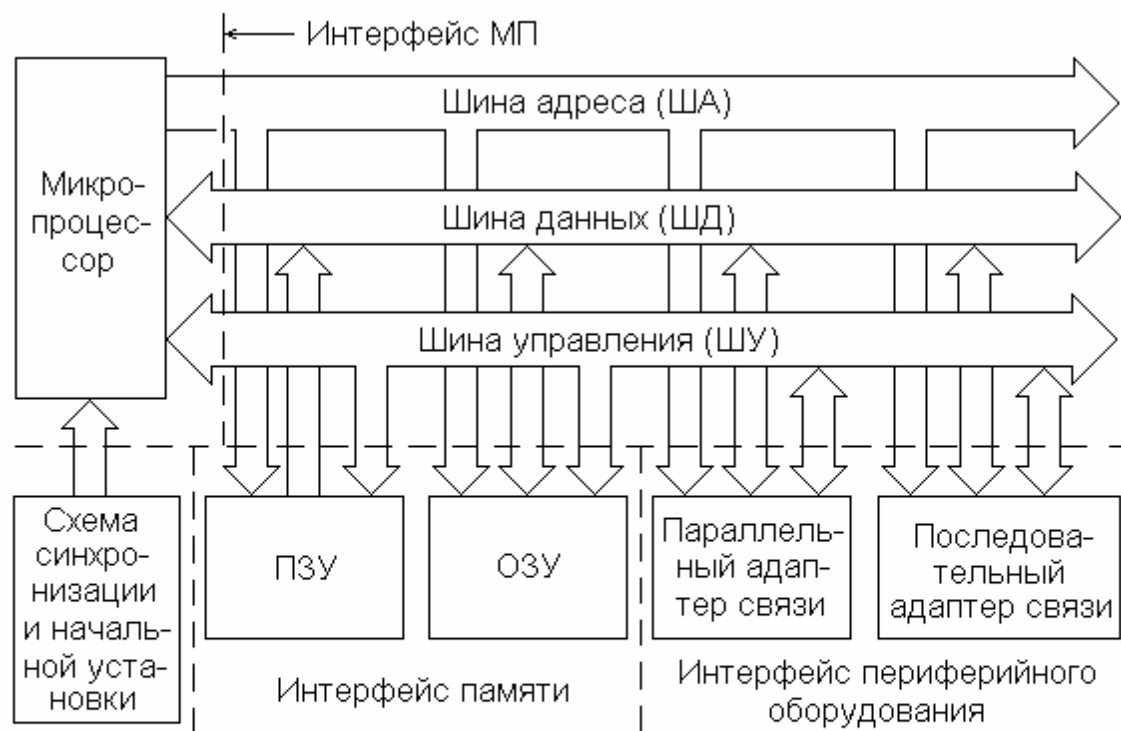 Интерфейс МП
Шина адреса (ША)
Микро-
процес-
сор
Шина данных (ШД)
Шина управления (ШУ)
Схема
синхро-
низации
и началь-
ной уста-
новки
ПЗУ
ОЗУ
Параллель-
ный адап-
тер связи
Последова-
тельный
адаптер связи
Интерфейс памяти
Интерфейс периферийного
оборудования